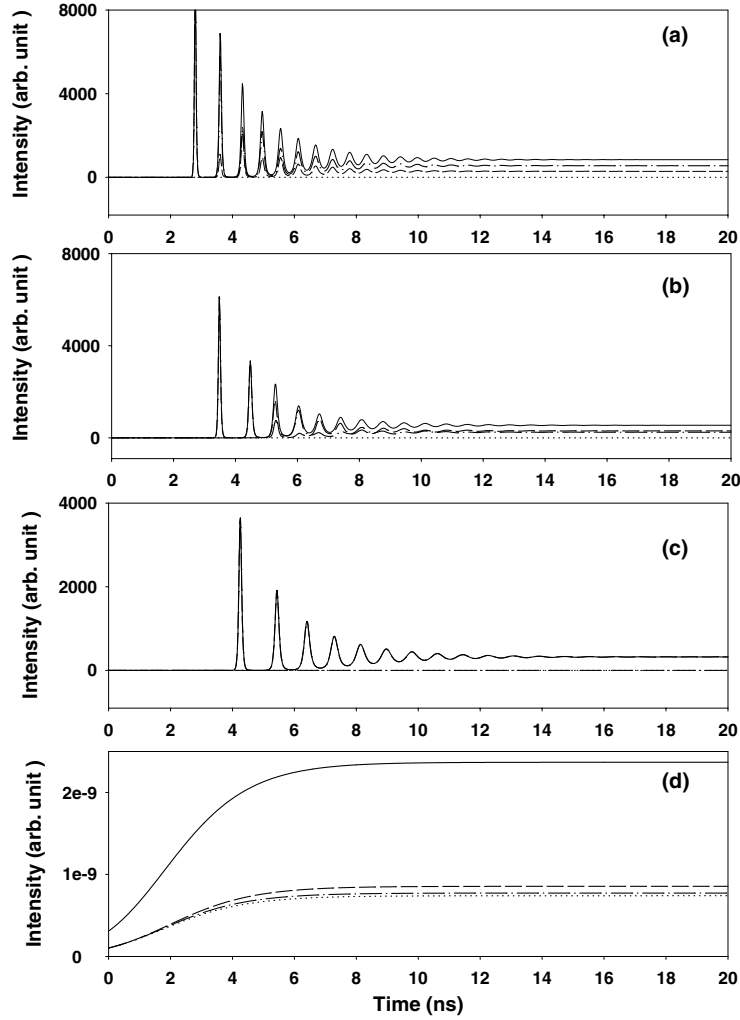 8000
4000
0
Intensity (arb. unit )
(a)
0 2 4 6 8 10 12 14 16 18 20
8000
4000
0
Intensity (arb. unit )
(b)
0 2 4 6 8 10 12 14 16 18 20
4000
2000
0
Intensity (arb. unit )
(c)
0 2 4 6 8 10 12 14 16 18 20
2e-9
1e-9
0
Intensity (arb. unit )
(d)
0 2 4 6 8 10 12 14 16 18 20
Time (ns)